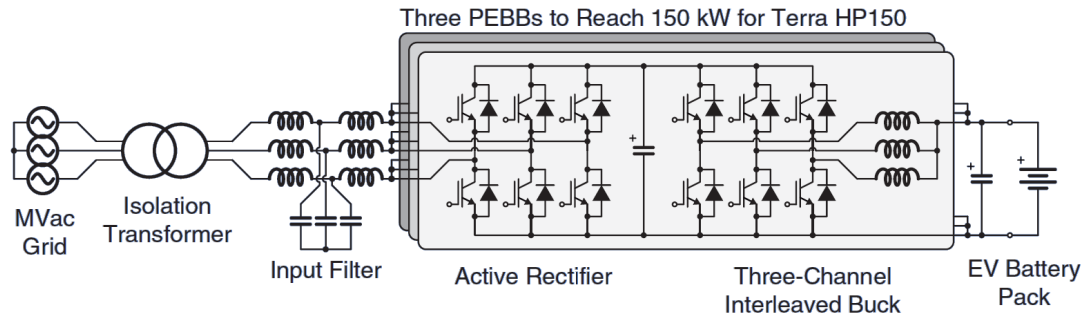 Three PEBBs to Reach 150 kW for Terra HP150
+
+
+
MVac
Grid
Isolation
Transformer
Input Filter
Active Rectifier
Three-Channel
Interleaved Buck
EV Battery
Pack